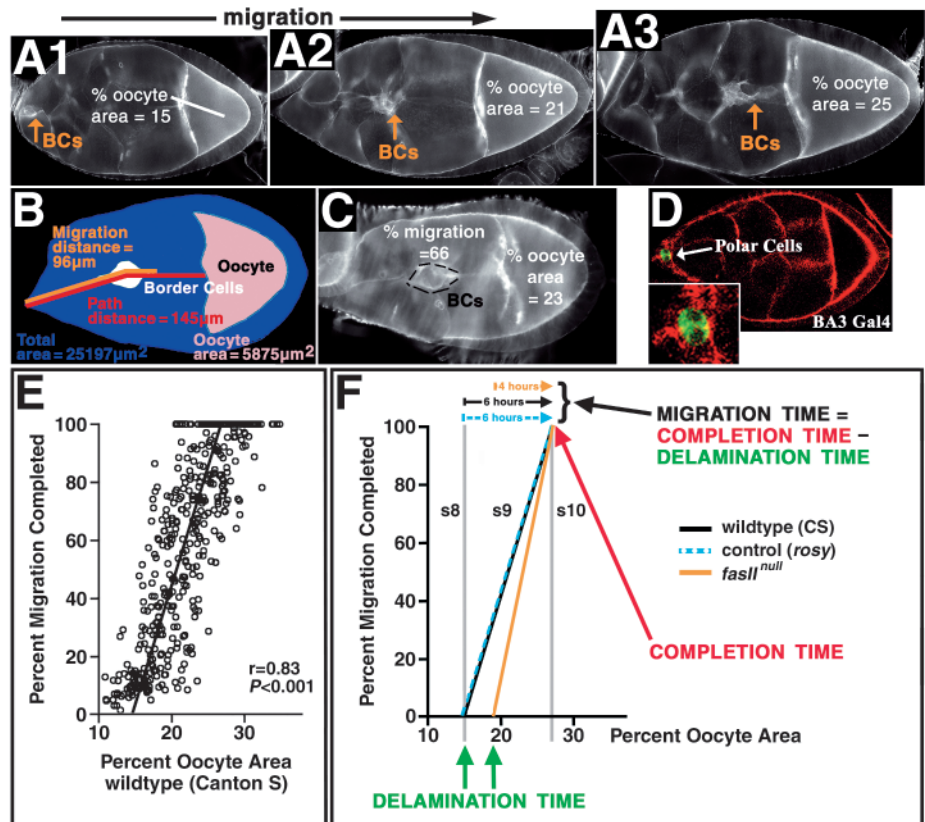 migration
A1
% oocyte
area = 15
BCs
A2
% oocyte
area = 21
BCs
A3
% oocyte
area = 25
BCs
B
Migration
distance =
96μm
Oocyte
Border Cells
Path
distance = 145μm
Total
area = 25197μm2
Oocyte
area = 5875μm2
C
% migration
=66
BCs
% oocyte
area
= 23
D
Polar Cells
BA3 Gal4
E
Percent Migration Completed
100
80
60
40
20
0
r=0.83
P<0.001
10 20 30
Percent Oocyte Area
wildtype (Canton S)
F
4 hours
6 hours
6 hours
MIGRATION TIME =
COMPLETION TIME –
DELAMINATION TIME
Percent Migration Completed
100
80
60
40
20
0
s8 s9 s10
wildtype (CS)
control (rosy)
fasII null
COMPLETION TIME
10 20 30 Percent Oocyte Area
DELAMINATION TIME